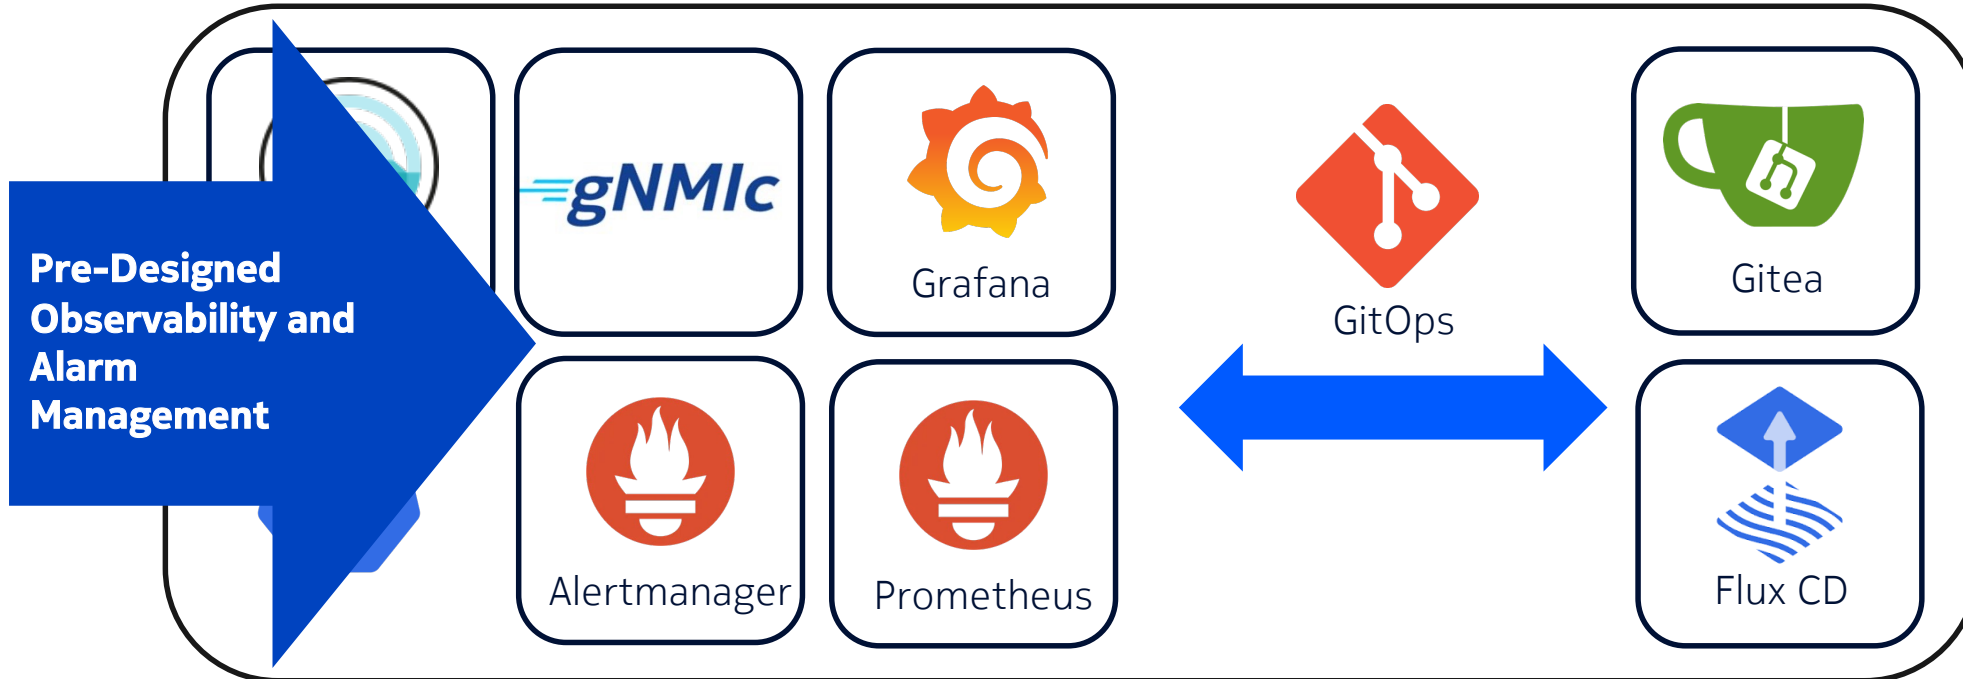 Pre-Designed
Observability and
Alarm
Management
gNMIc
Grafana
GitOps
Gitea
Alertmanager
Prometheus
Flux CD